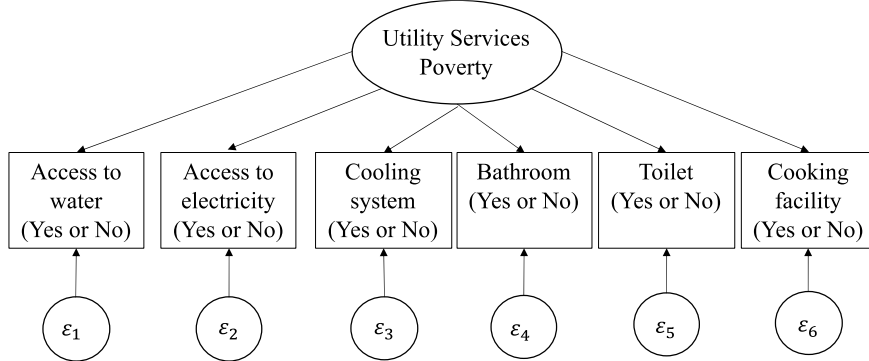 Utility Services
Poverty
Access to
water
(Yes or No)
Access to
electricity
(Yes or No)
Cooling
system
(Yes or No)
Bathroom
(Yes or No)
Toilet
(Yes or No)
Cooking
facility
(Yes or No)
ε1
ε2
ε3
ε4
ε5
ε6